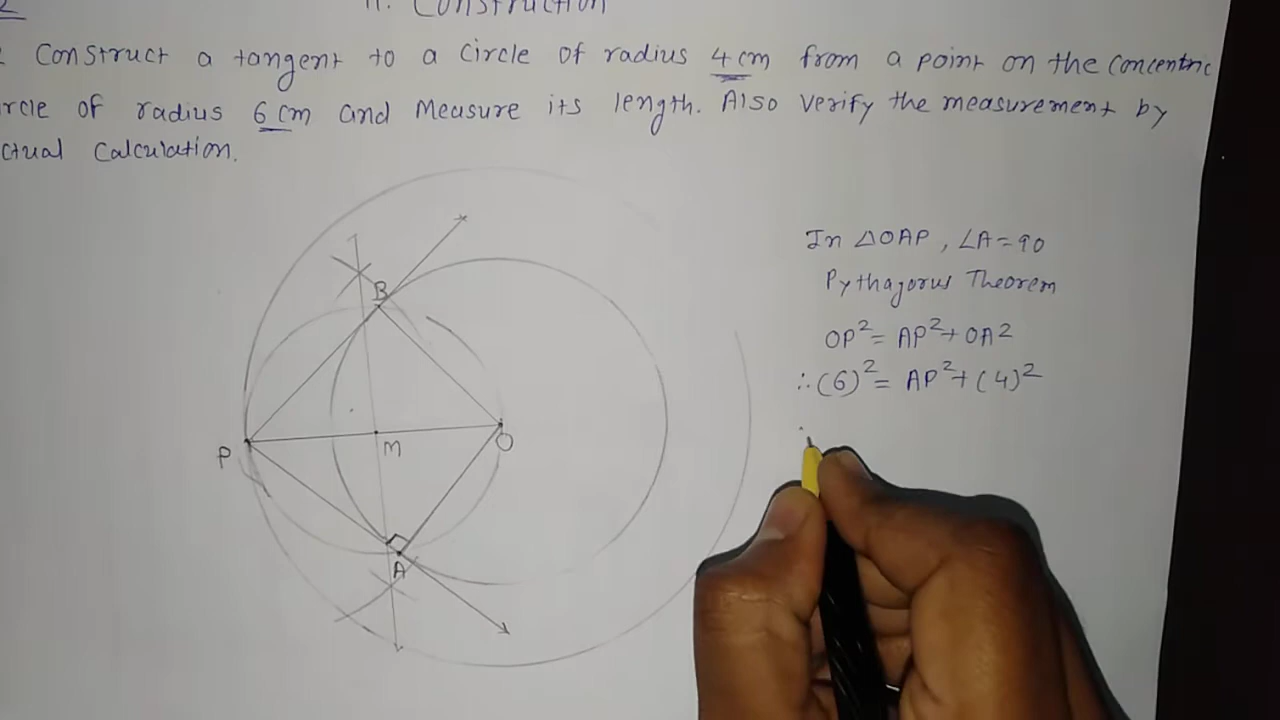 11. Construction
Construct a tangent to a circle of radius 4 cm from a point on the concentric
rcle of radius 6 cm and measure its length. Also verify the measurement by
ctual calculation.
In △OAP, ∠A=90
Pythagorus Theorem
OP²= AP²+OA²
∴(6)²= AP²+(4)²
B
P
M
O
A